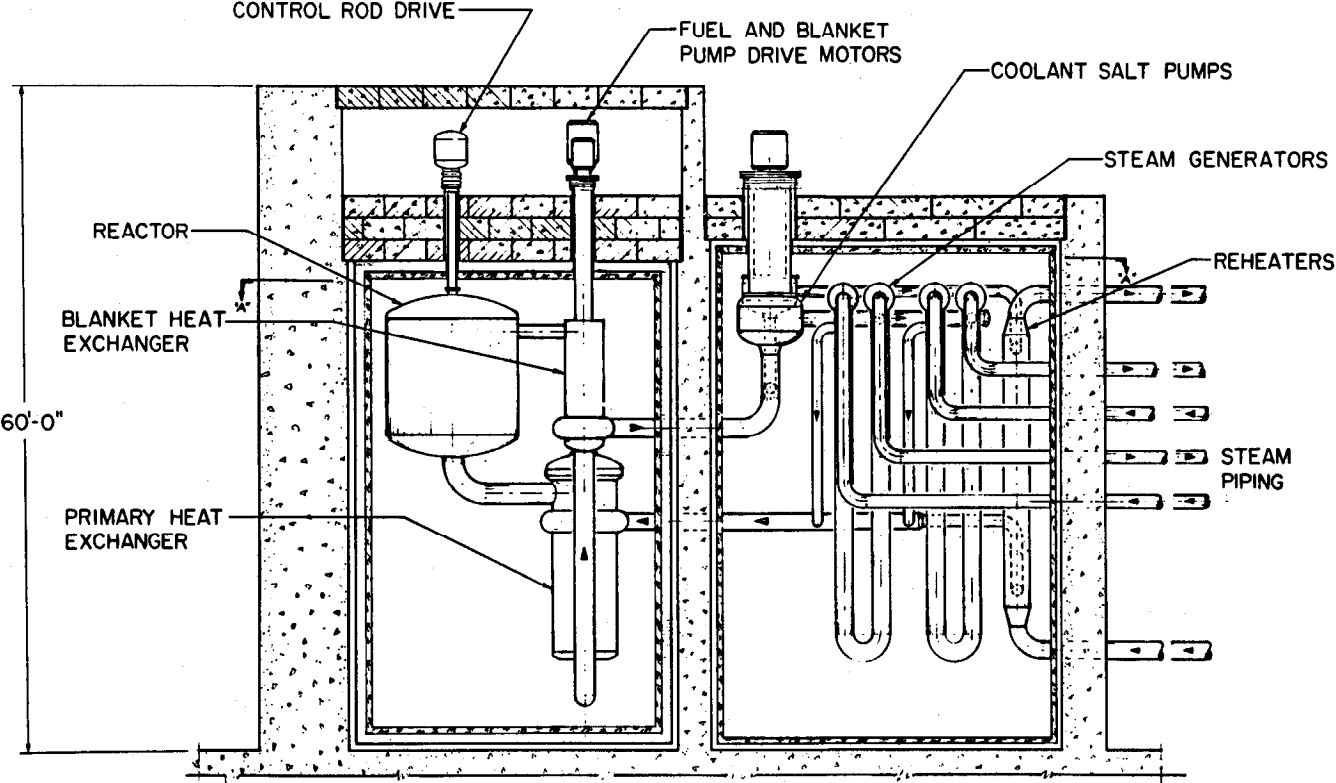 CONTROL ROD DRIVE
FUEL AND BLANKET
PUMP DRIVE MOTORS
COOLANT SALT PUMPS
STEAM GENERATORS
REACTOR
REHEATERS
'A'
'A'
BLANKET HEAT
EXCHANGER
60'-0"
STEAM
PIPING
PRIMARY HEAT
EXCHANGER